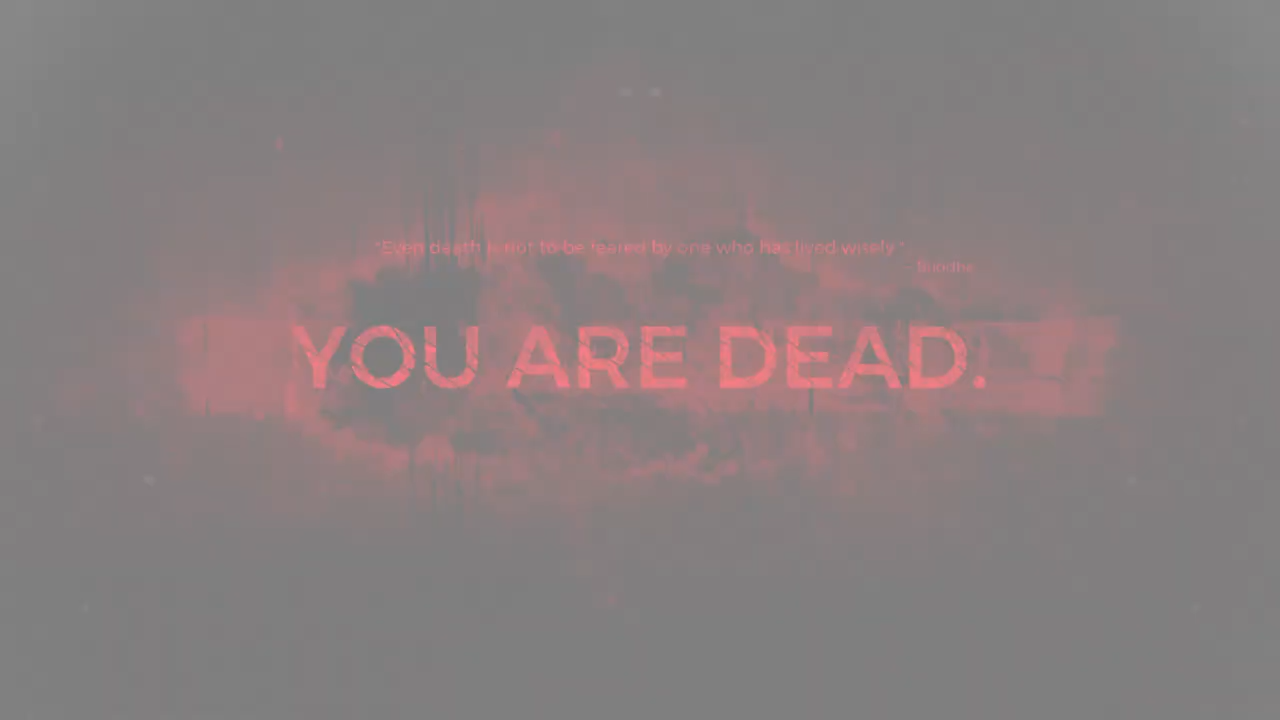 "Even death is not to be feared by one who has lived wisely."
- Buddha
YOU ARE DEAD.